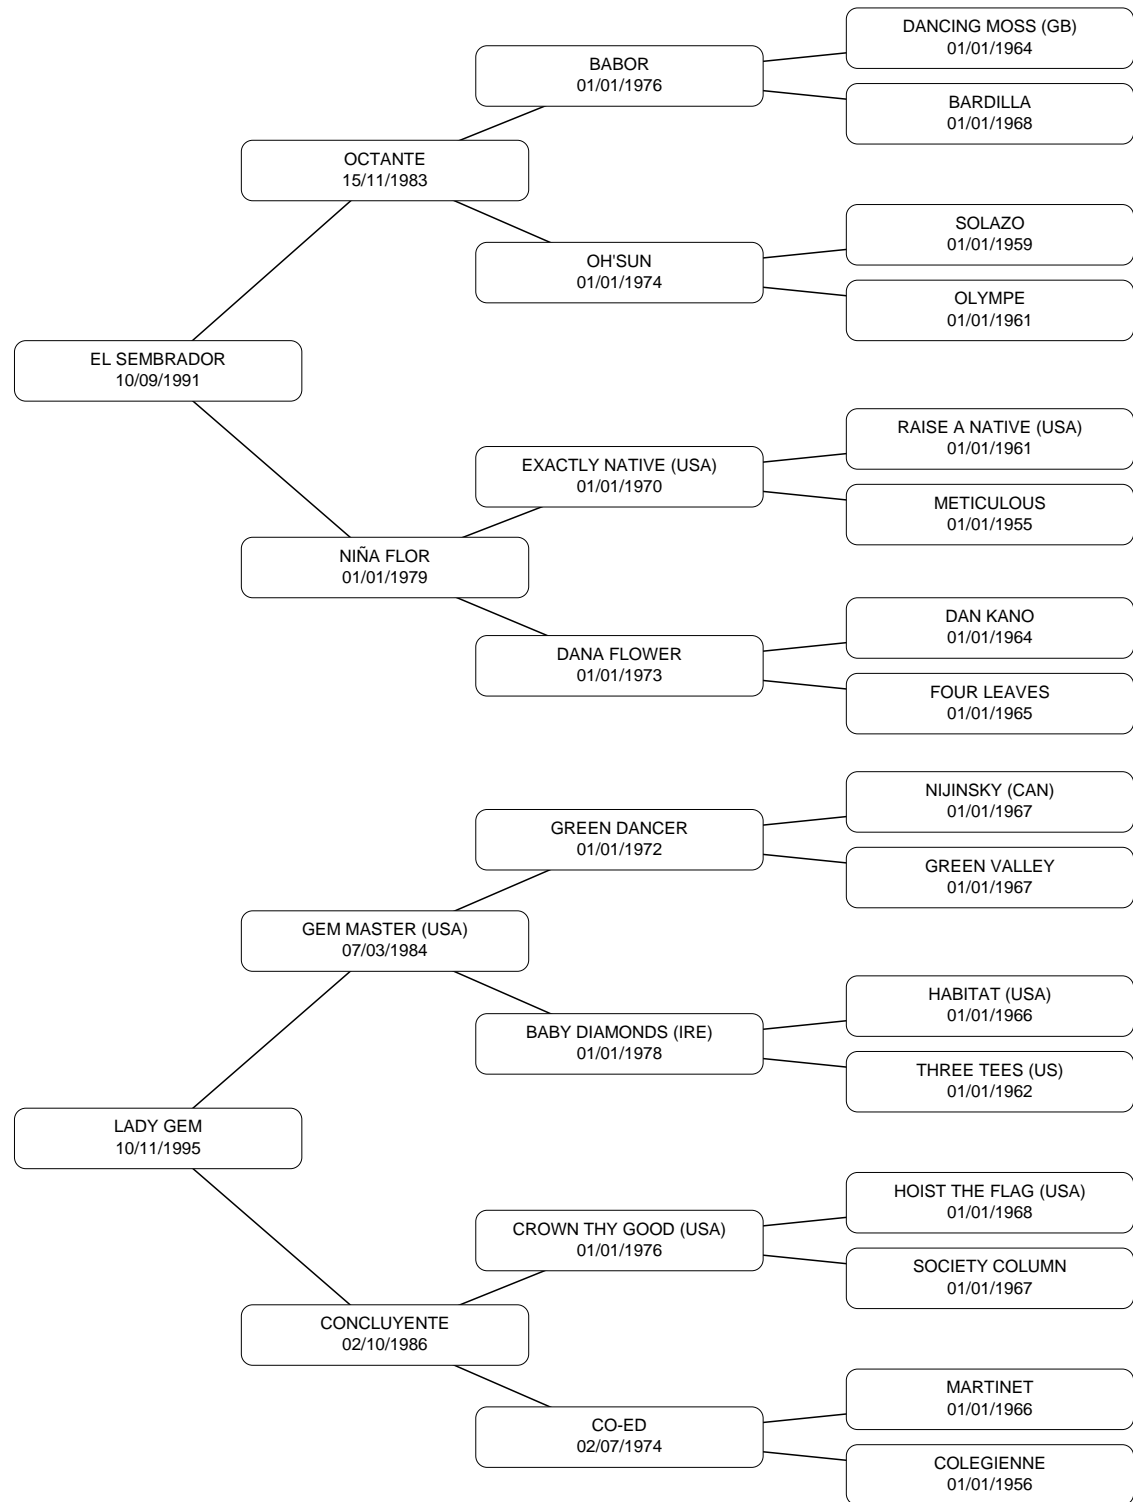 DANCING MOSS (GB)
01/01/1964
BABOR
01/01/1976
BARDILLA
01/01/1968
OCTANTE
15/11/1983
SOLAZO
01/01/1959
OH'SUN
01/01/1974
OLYMPE
01/01/1961
EL SEMBRADOR
10/09/1991
RAISE A NATIVE (USA)
01/01/1961
EXACTLY NATIVE (USA)
01/01/1970
METICULOUS
01/01/1955
NIÑA FLOR
01/01/1979
DAN KANO
01/01/1964
DANA FLOWER
01/01/1973
FOUR LEAVES
01/01/1965
NIJINSKY (CAN)
01/01/1967
GREEN DANCER
01/01/1972
GREEN VALLEY
01/01/1967
GEM MASTER (USA)
07/03/1984
HABITAT (USA)
01/01/1966
BABY DIAMONDS (IRE)
01/01/1978
THREE TEES (US)
01/01/1962
LADY GEM
10/11/1995
HOIST THE FLAG (USA)
01/01/1968
CROWN THY GOOD (USA)
01/01/1976
SOCIETY COLUMN
01/01/1967
CONCLUYENTE
02/10/1986
MARTINET
01/01/1966
CO-ED
02/07/1974
COLEGIENNE
01/01/1956